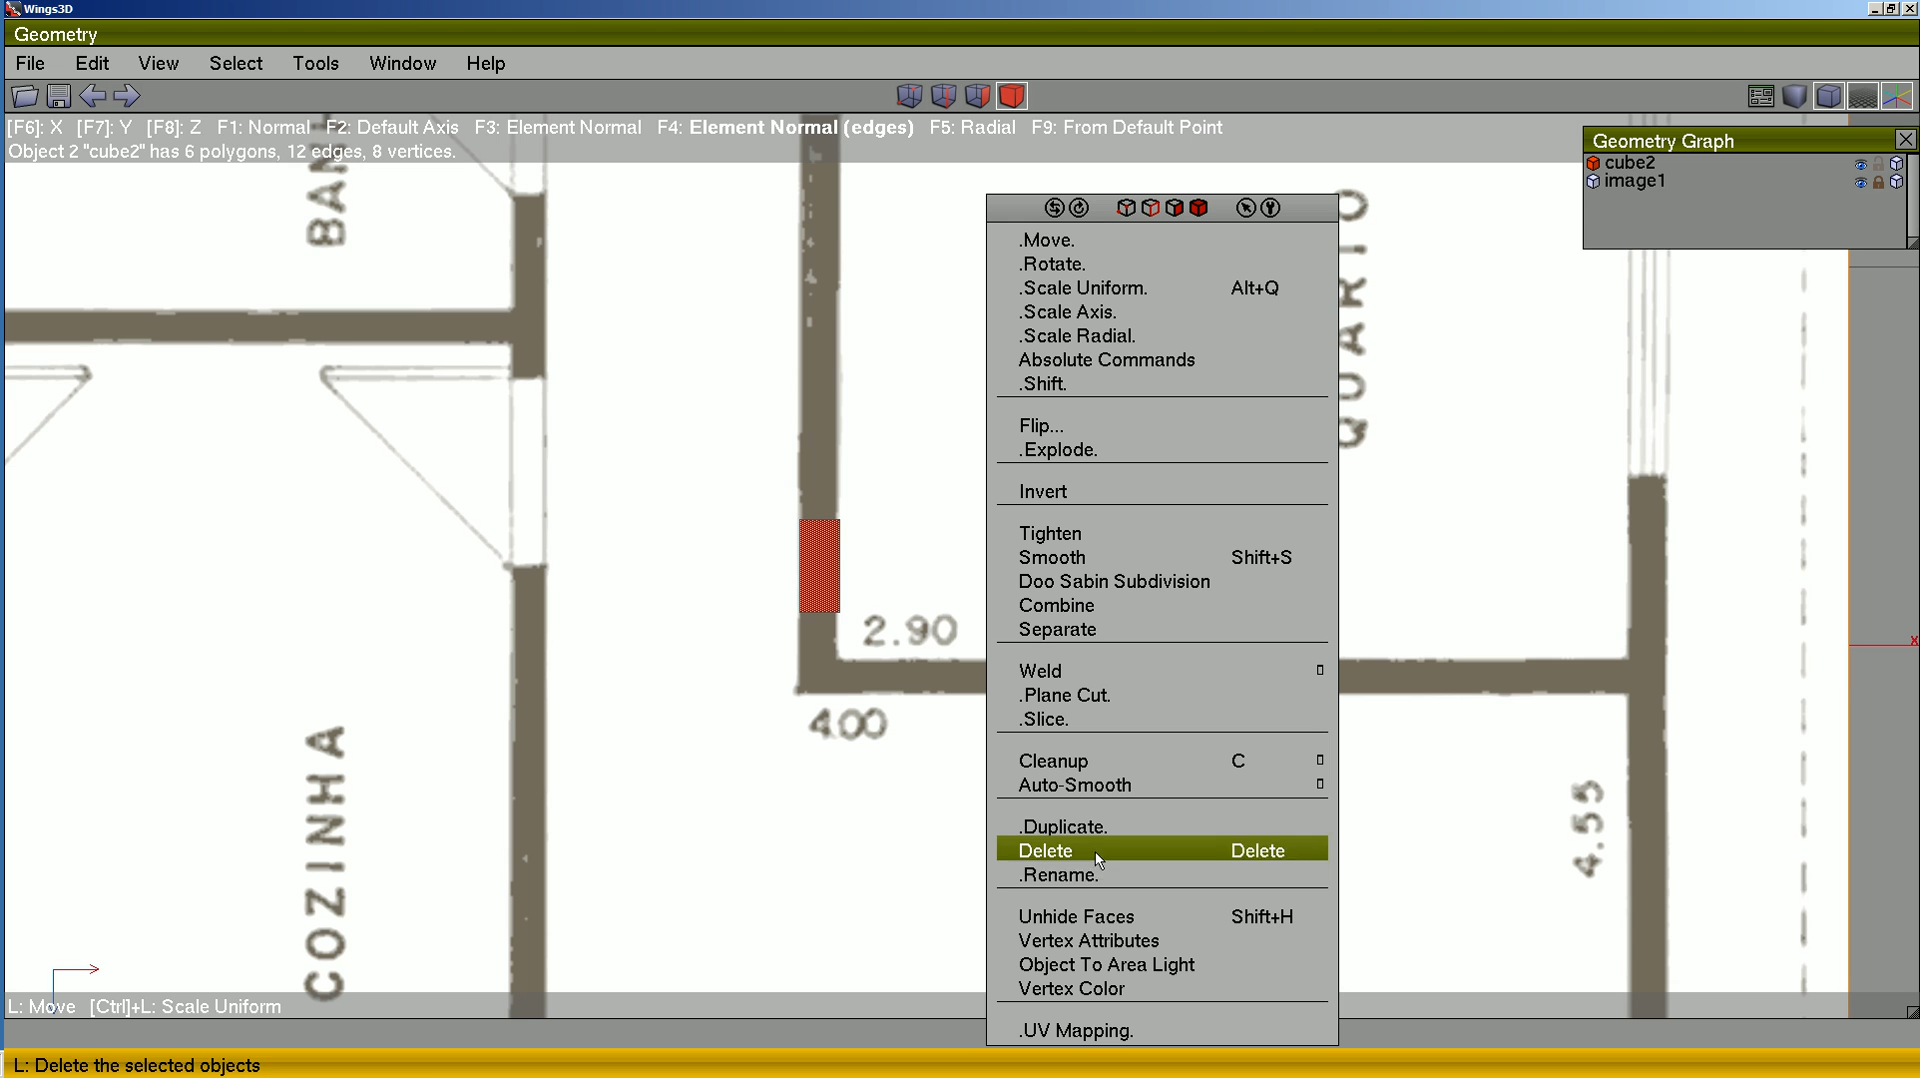 Wings3D
Geometry
File Edit View Select Tools Window Help
[F6]: X [F7]: Y [F8]: Z F1: Normal F2: Default Axis F3: Element Normal F4: Element Normal (edges) F5: Radial F9: From Default Point
Object 2 "cube2" has 6 polygons, 12 edges, 8 vertices.
Geometry Graph
cube2
image1
BAN
QUARTO
.Move.
.Rotate.
.Scale Uniform. Alt+Q
.Scale Axis.
.Scale Radial.
Absolute Commands
.Shift.
Flip...
.Explode.
Invert
Tighten
Smooth Shift+S
Doo Sabin Subdivision
Combine
Separate
Weld
.Plane Cut.
.Slice.
Cleanup C
Auto-Smooth
.Duplicate.
Delete Delete
.Rename.
Unhide Faces Shift+H
Vertex Attributes
Object To Area Light
Vertex Color
.UV Mapping.
2.90
4.00
4.55
COZINHA
X
L: Move [Ctrl]+L: Scale Uniform
L: Delete the selected objects